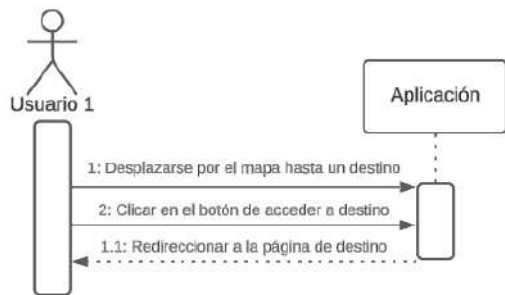 Usuario 1
Aplicación
1: Desplazarse por el mapa hasta un destino
2: Clicar en el botón de acceder a destino
1.1: Redireccionar a la página de destino